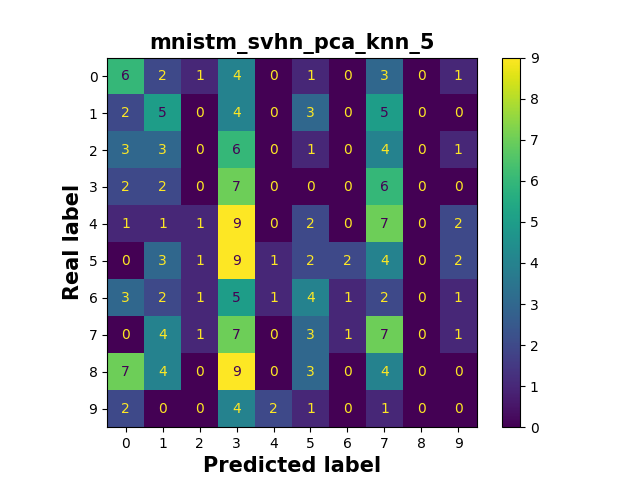 mnistm_svhn_pca_knn_5
0 6 2 1 4 0 1 0 3 0 1
1 2 5 0 4 0 3 0 5 0 0
2 3 3 0 6 0 1 0 4 0 1
3 2 2 0 7 0 0 0 6 0 0
4 1 1 1 9 0 2 0 7 0 2
5 0 3 1 9 1 2 2 4 0 2
6 3 2 1 5 1 4 1 2 0 1
7 0 4 1 7 0 3 1 7 0 1
8 7 4 0 9 0 3 0 4 0 0
9 2 0 0 4 2 1 0 1 0 0
0 1 2 3 4 5 6 7 8 9
Real label
Predicted label
9
8
7
6
5
4
3
2
1
0